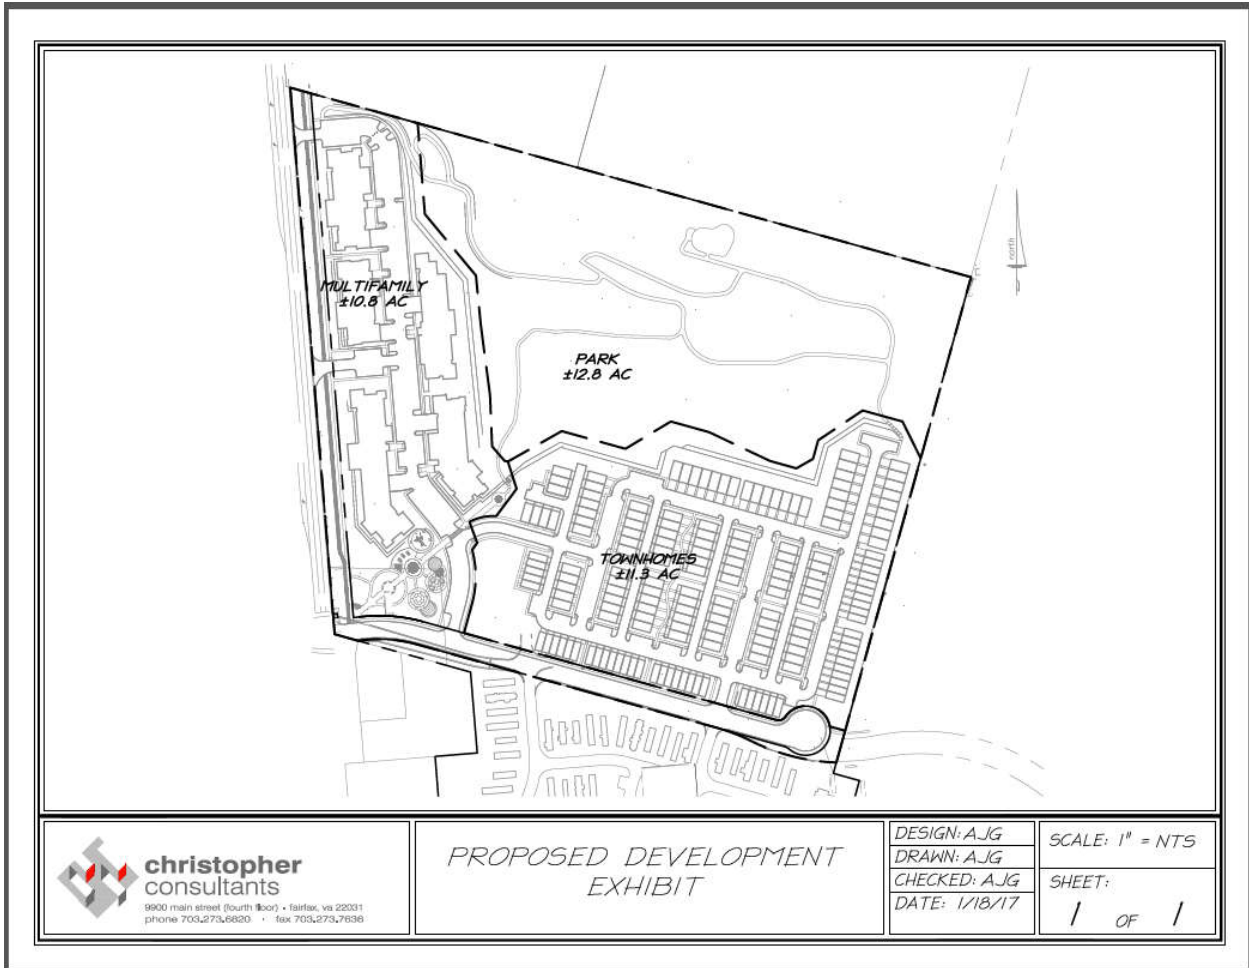 MULTIFAMILY
±10.8 AC
PARK
±12.8 AC
TOWNHOMES
±11.3 AC
north
christopher
consultants
9900 main street (fourth floor) • fairfax, va 22031
phone 703.273.6820 · fax 703.273.7636
PROPOSED DEVELOPMENT
EXHIBIT
DESIGN: AJG
DRAWN: AJG
CHECKED: AJG
DATE: 1/18/17
SCALE: 1" = NTS
SHEET:
1 OF 1